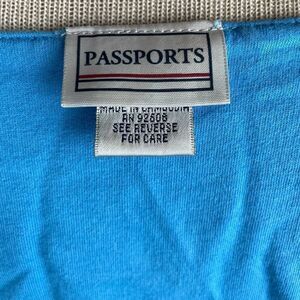 PASSPORTS
MADE IN CAMBODIA
RN 92608
SEE REVERSE
FOR CARE